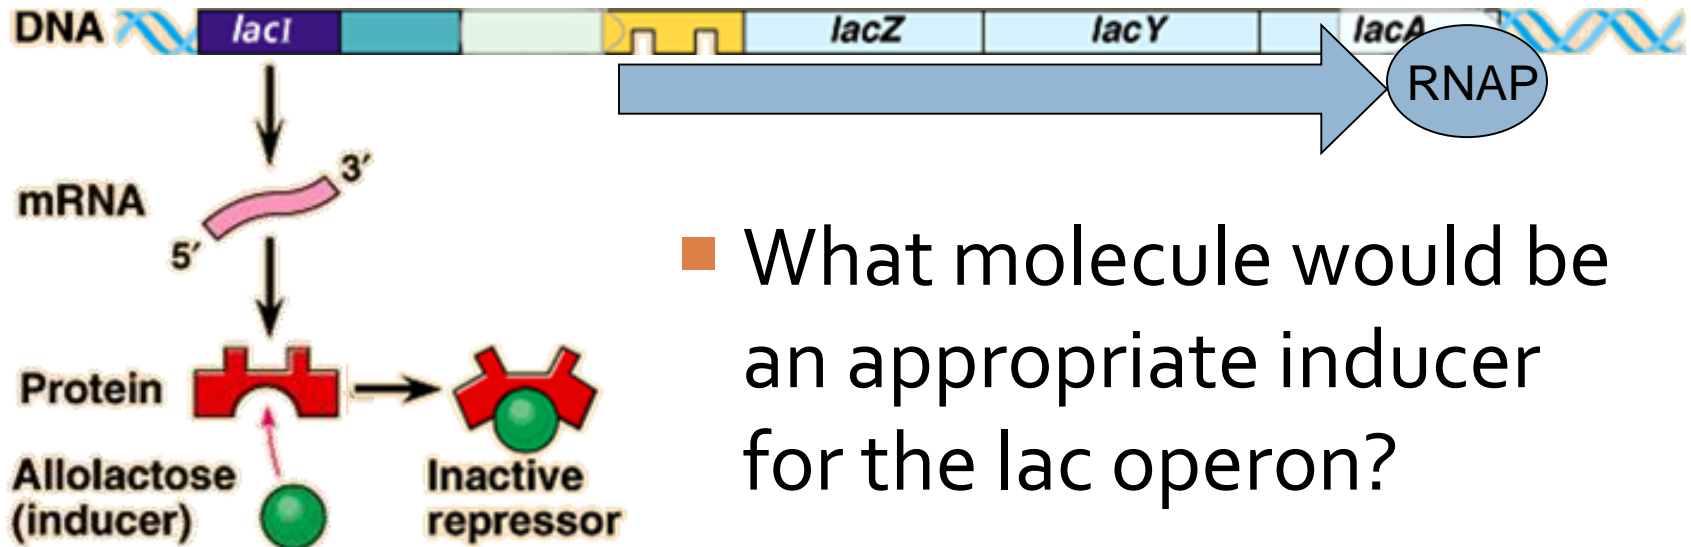 DNA lacI lacZ lacY lacA
RNAP
3′
mRNA
5′
Protein
Allolactose
(inducer)
Inactive
repressor
What molecule would be
an appropriate inducer
for the lac operon?